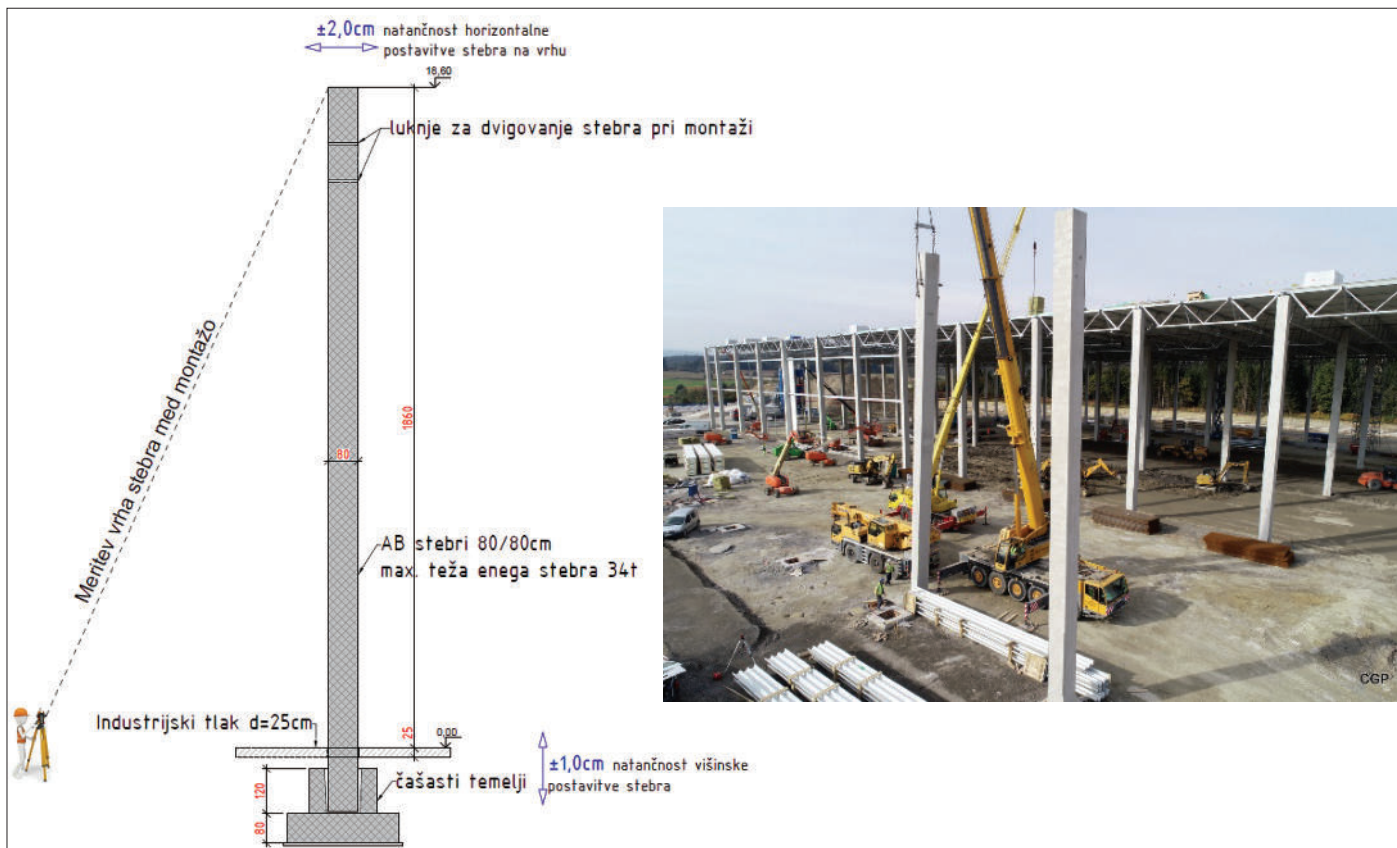 ±2,0cm natančnost horizontalne
postavitve stebra na vrhu
18,60
luknje za dvigovanje stebra pri montaži
Meritev vrha stebra med montažo
1860
80
AB stebri 80/80cm
max. teža enega stebra 34t
Industrijski tlak d=25cm
25
0,00
±1,0cm natančnost višinske
postavitve stebra
čašasti temelji
120
80
CGP